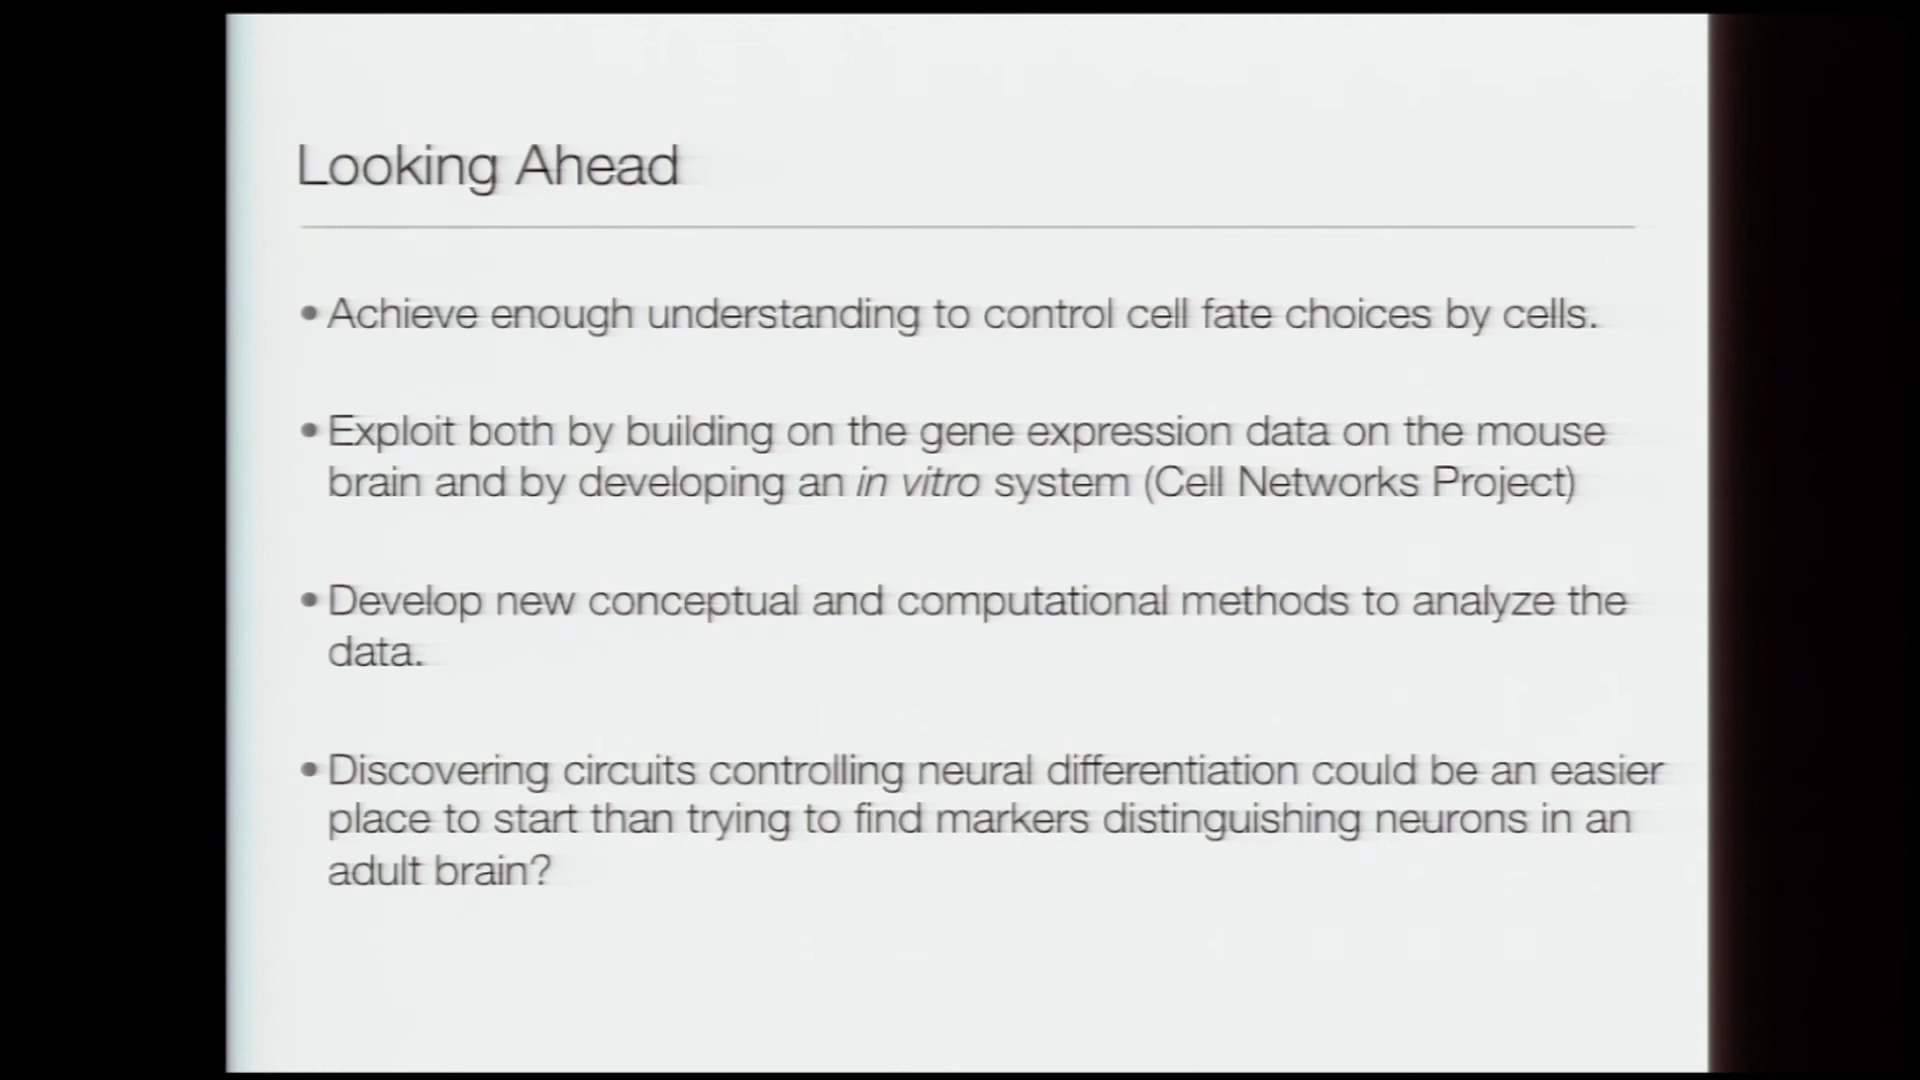 Looking Ahead
• Achieve enough understanding to control cell fate choices by cells.
• Exploit both by building on the gene expression data on the mouse
brain and by developing an in vitro system (Cell Networks Project)
• Develop new conceptual and computational methods to analyze the
data.
• Discovering circuits controlling neural differentiation could be an easier
place to start than trying to find markers distinguishing neurons in an
adult brain?